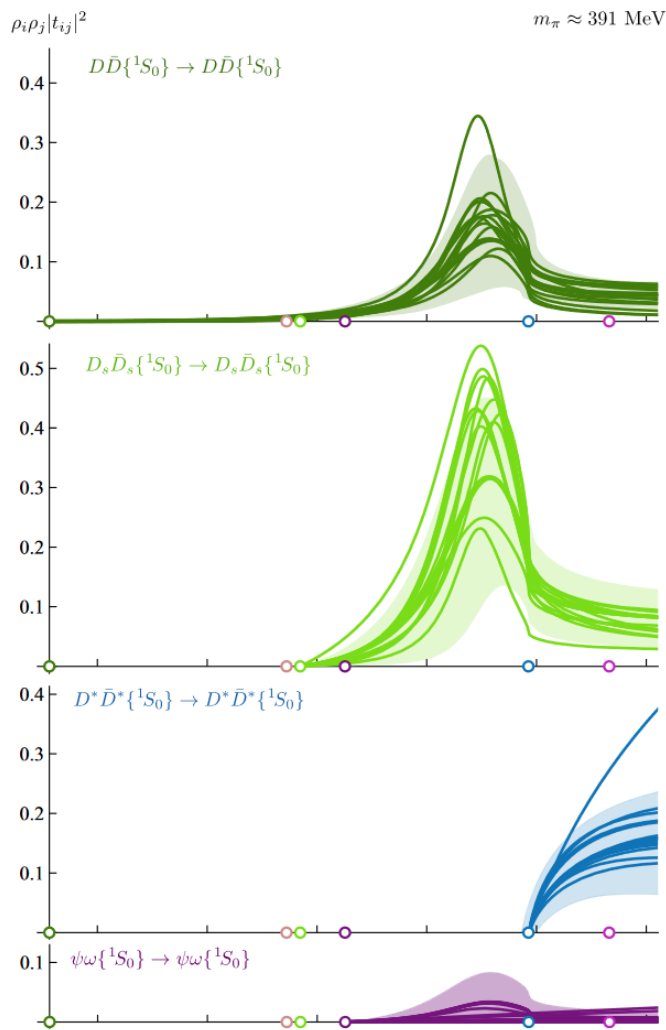 ρᵢρⱼ|tᵢⱼ|² m_π ≈ 391 MeV
DD̄{¹S₀} → DD̄{¹S₀}
0.4
0.3
0.2
0.1
D_sD̄_s{¹S₀} → D_sD̄_s{¹S₀}
0.5
0.4
0.3
0.2
0.1
D*D̄*{¹S₀} → D*D̄*{¹S₀}
0.4
0.3
0.2
0.1
ψω{¹S₀} → ψω{¹S₀}
0.1